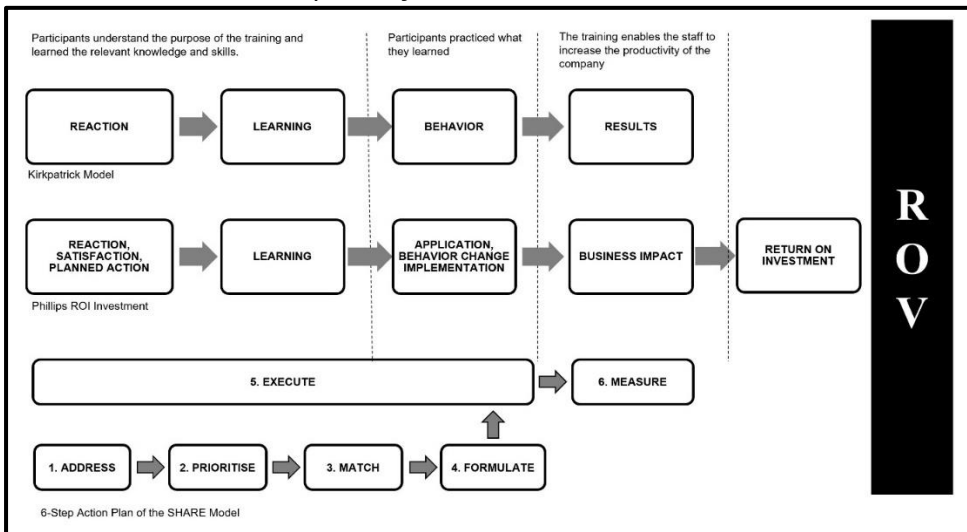 Participants understand the purpose of the training and
learned the relevant knowledge and skills.
Participants practiced what
they learned
The training enables the staff to
increase the productivity of the
company
REACTION
LEARNING
BEHAVIOR
RESULTS
Kirkpatrick Model
REACTION,
SATISFACTION,
PLANNED ACTION
LEARNING
APPLICATION,
BEHAVIOR CHANGE
IMPLEMENTATION
BUSINESS IMPACT
RETURN ON
INVESTMENT
Phillips ROI Investment
5. EXECUTE
6. MEASURE
1. ADDRESS
2. PRIORITISE
3. MATCH
4. FORMULATE
6-Step Action Plan of the SHARE Model
R
O
V